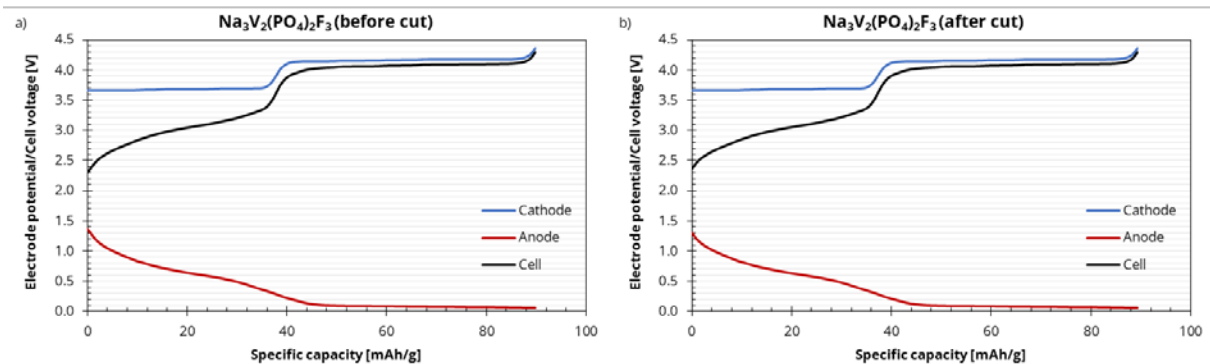 a)
Na₃V₂(PO₄)₂F₃ (before cut)
Electrode potential/Cell voltage [V]
4.5
4.0
3.5
3.0
2.5
2.0
1.5
1.0
0.5
0.0
Cathode
Anode
Cell
0 20 40 60 80 100
Specific capacity [mAh/g]
b)
Na₃V₂(PO₄)₂F₃ (after cut)
Electrode potential/Cell voltage [V]
4.5
4.0
3.5
3.0
2.5
2.0
1.5
1.0
0.5
0.0
Cathode
Anode
Cell
0 20 40 60 80 100
Specific capacity [mAh/g]